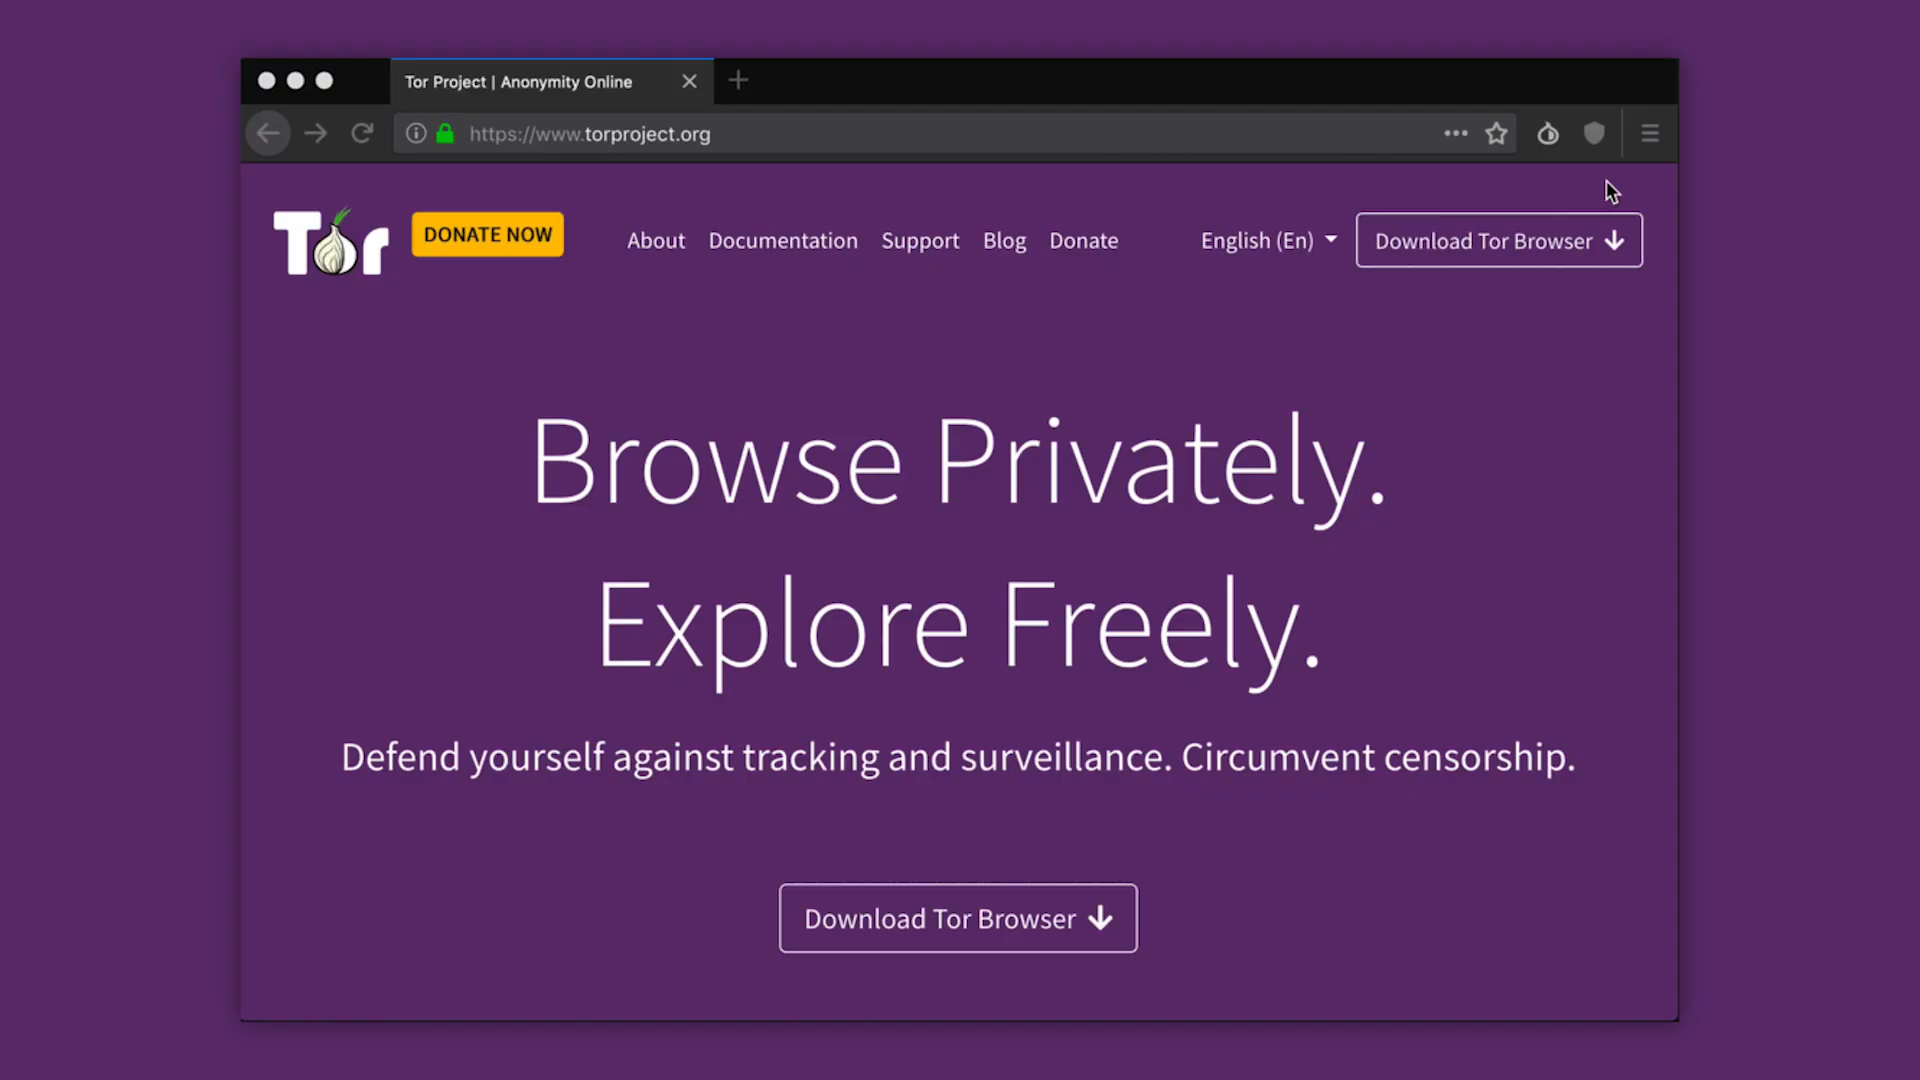 Tor Project | Anonymity Online
https://www.torproject.org
Tor
DONATE NOW
About
Documentation
Support
Blog
Donate
English (En)
Download Tor Browser
Browse Privately.
Explore Freely.
Defend yourself against tracking and surveillance. Circumvent censorship.
Download Tor Browser